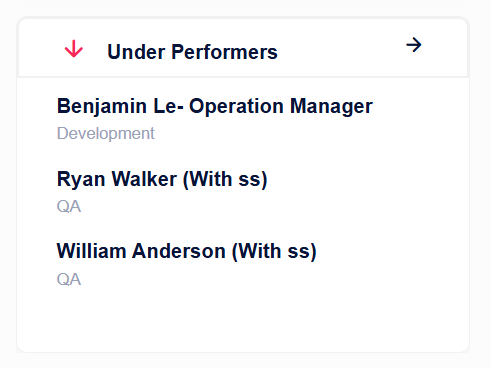 Under Performers
Benjamin Le- Operation Manager
Development
Ryan Walker (With ss)
QA
William Anderson (With ss)
QA